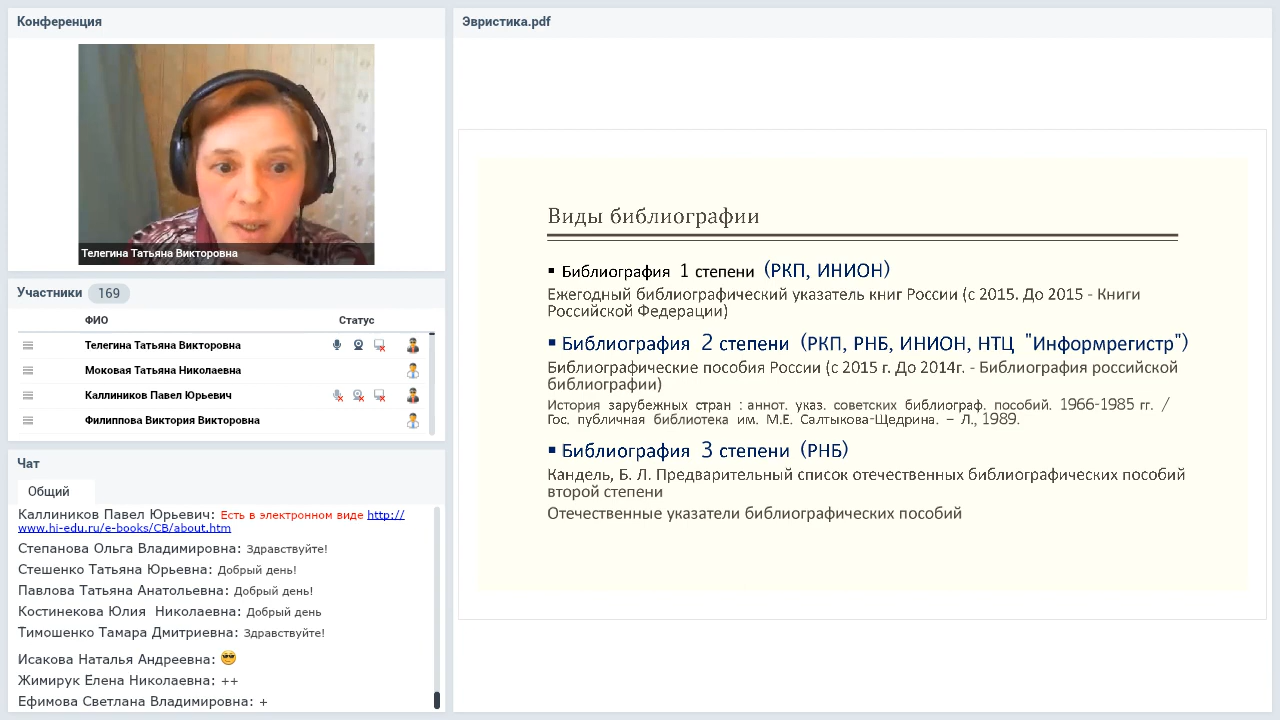 Конференция
Телегина Татьяна Викторовна
Участники 169
ФИО Статус
Телегина Татьяна Викторовна
Моковая Татьяна Николаевна
Каллиников Павел Юрьевич
Филиппова Виктория Викторовна
Чат
Общий
Каллиников Павел Юрьевич: Есть в электронном виде http://
www.hi-edu.ru/e-books/CB/about.htm
Степанова Ольга Владимировна: Здравствуйте!
Стешенко Татьяна Юрьевна: Добрый день!
Павлова Татьяна Анатольевна: Добрый день!
Костинекова Юлия Николаевна: Добрый день
Тимошенко Тамара Дмитриевна: Здравствуйте!
Исакова Наталья Андреевна: 😎
Жимирук Елена Николаевна: ++
Ефимова Светлана Владимировна: +
Эвристика.pdf
Виды библиографии
▪ Библиография 1 степени (РКП, ИНИОН)
Ежегодный библиографический указатель книг России (с 2015. До 2015 - Книги
Российской Федерации)
▪ Библиография 2 степени (РКП, РНБ, ИНИОН, НТЦ "Информрегистр")
Библиографические пособия России (с 2015 г. До 2014г. - Библиография российской
библиографии)
История зарубежных стран : аннот. указ. советских библиограф. пособий. 1966-1985 гг. /
Гос. публичная библиотека им. М.Е. Салтыкова-Щедрина. – Л., 1989.
▪ Библиография 3 степени (РНБ)
Кандель, Б. Л. Предварительный список отечественных библиографических пособий
второй степени
Отечественные указатели библиографических пособий